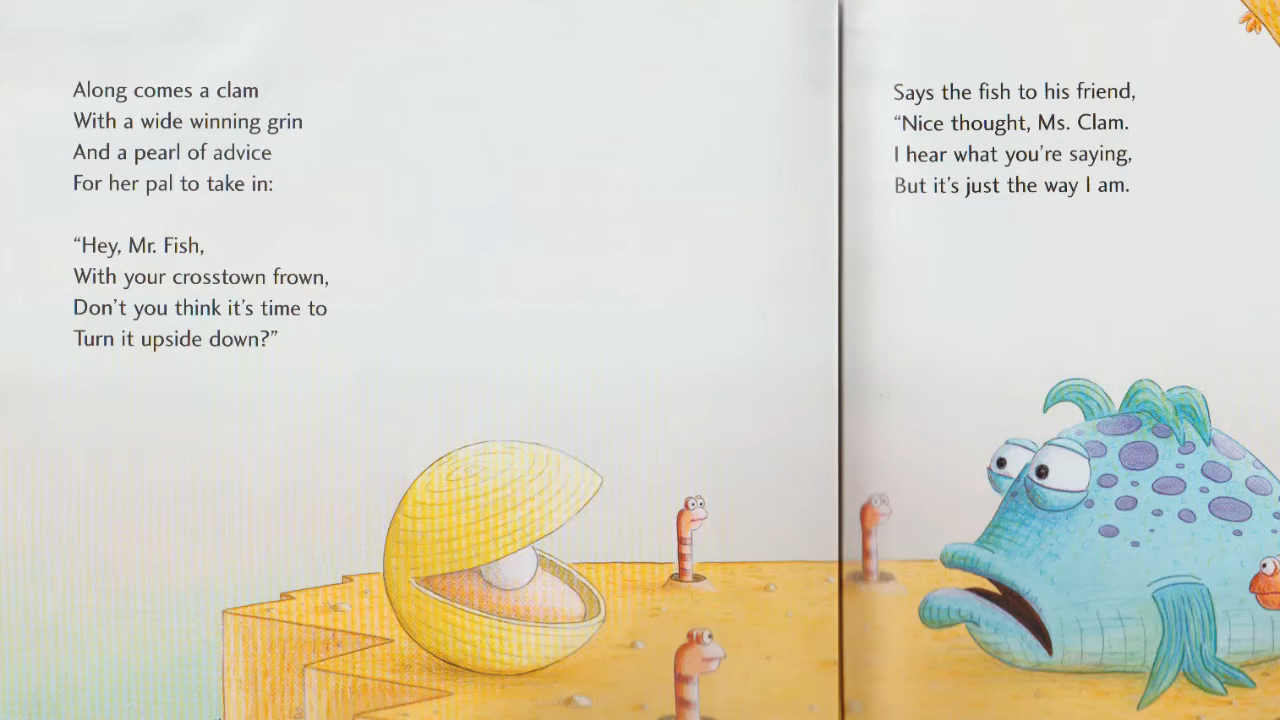 Along comes a clam
With a wide winning grin
And a pearl of advice
For her pal to take in:
“Hey, Mr. Fish,
With your crosstown frown,
Don’t you think it’s time to
Turn it upside down?”
Says the fish to his friend,
“Nice thought, Ms. Clam.
I hear what you’re saying,
But it’s just the way I am.